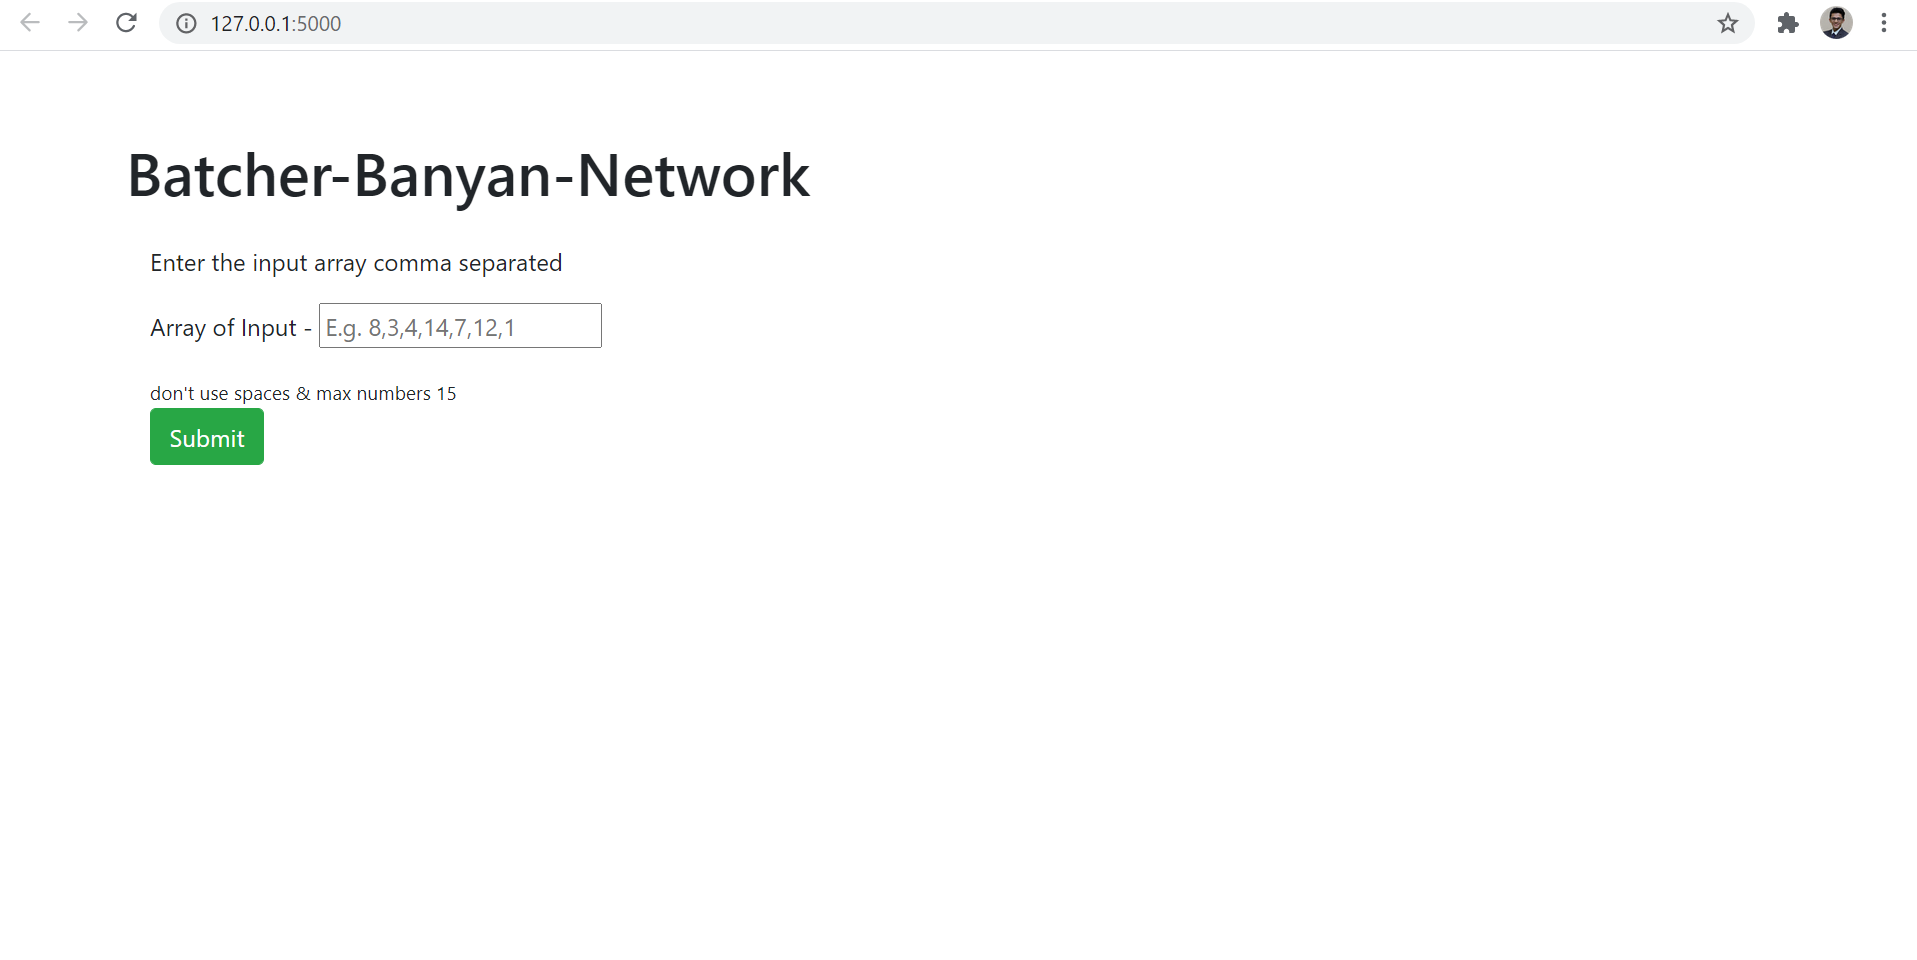 127.0.0.1:5000
Batcher-Banyan-Network
Enter the input array comma separated
Array of Input - E.g. 8,3,4,14,7,12,1
don't use spaces & max numbers 15
Submit